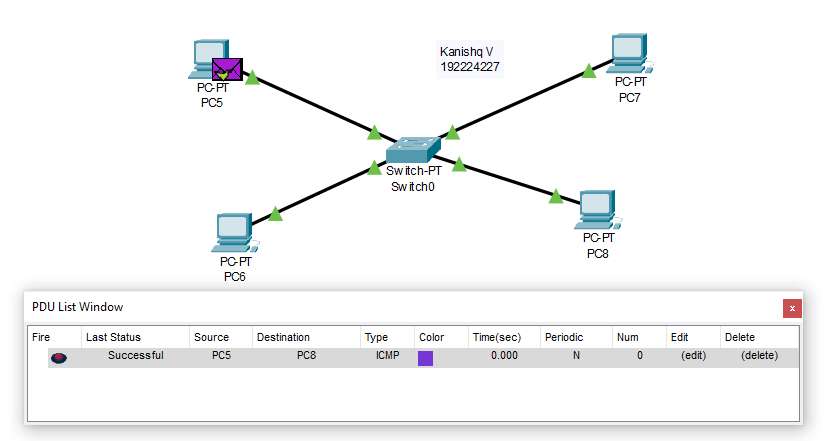 Kanishq V
192224227
PC-PT
PC5
PC-PT
PC7
Switch-PT
Switch0
PC-PT
PC6
PC-PT
PC8
PDU List Window
x
Fire Last Status Source Destination Type Color Time(sec) Periodic Num Edit Delete
Successful PC5 PC8 ICMP 0.000 N 0 (edit) (delete)